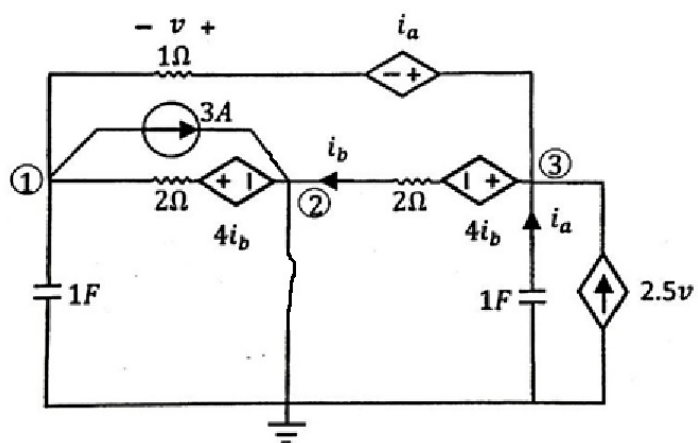 − v +
i_a
1Ω
− +
3A
①
2Ω
+ −
②
i_b
2Ω
− +
③
4i_b
4i_b
i_a
1F
1F
2.5v